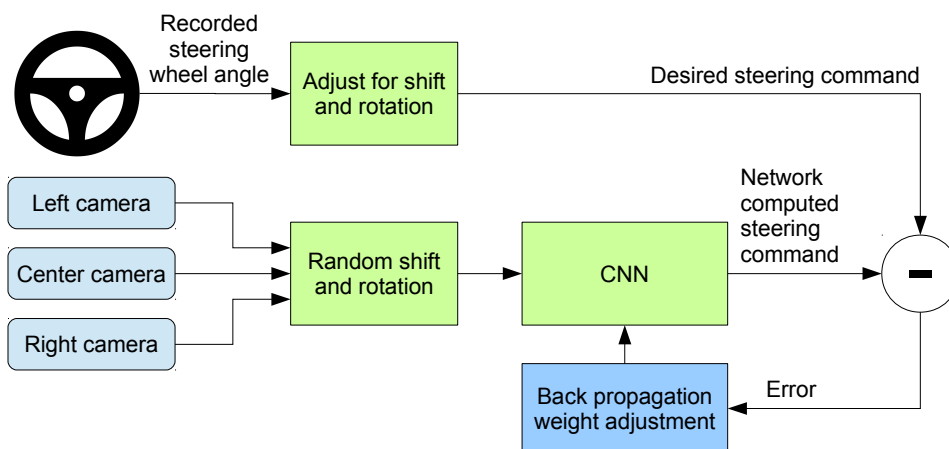 Recorded
steering
wheel angle
Adjust for shift
and rotation
Desired steering command
Left camera
Center camera
Right camera
Random shift
and rotation
CNN
Network
computed
steering
command
-
Back propagation
weight adjustment
Error